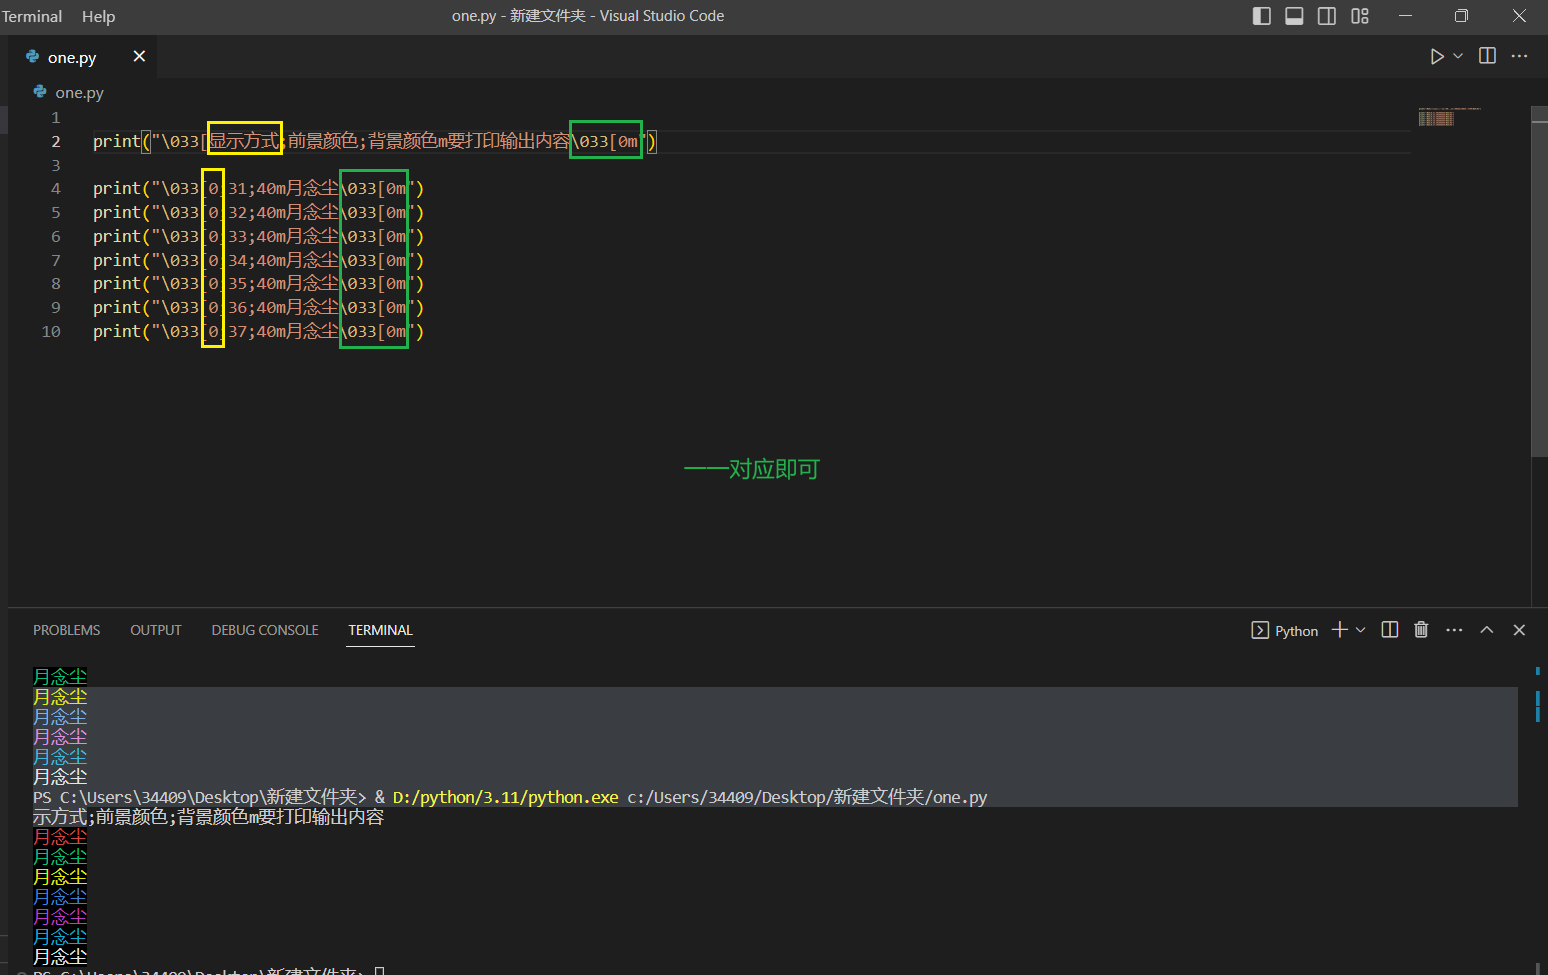 Terminal Help one.py - 新建文件夹 - Visual Studio Code
one.py
one.py
1
2 print("\033[显示方式;前景颜色;背景颜色m要打印输出内容\033[0m")
3
4 print("\033[0;31;40m月念尘\033[0m")
5 print("\033[0;32;40m月念尘\033[0m")
6 print("\033[0;33;40m月念尘\033[0m")
7 print("\033[0;34;40m月念尘\033[0m")
8 print("\033[0;35;40m月念尘\033[0m")
9 print("\033[0;36;40m月念尘\033[0m")
10 print("\033[0;37;40m月念尘\033[0m")
一一对应即可
PROBLEMS OUTPUT DEBUG CONSOLE TERMINAL Python
月念尘
月念尘
月念尘
月念尘
月念尘
月念尘
PS C:\Users\34409\Desktop\新建文件夹> & D:/python/3.11/python.exe c:/Users/34409/Desktop/新建文件夹/one.py
示方式;前景颜色;背景颜色m要打印输出内容
月念尘
月念尘
月念尘
月念尘
月念尘
月念尘
月念尘
PS C:\Users\34409\Desktop\新建文件夹>